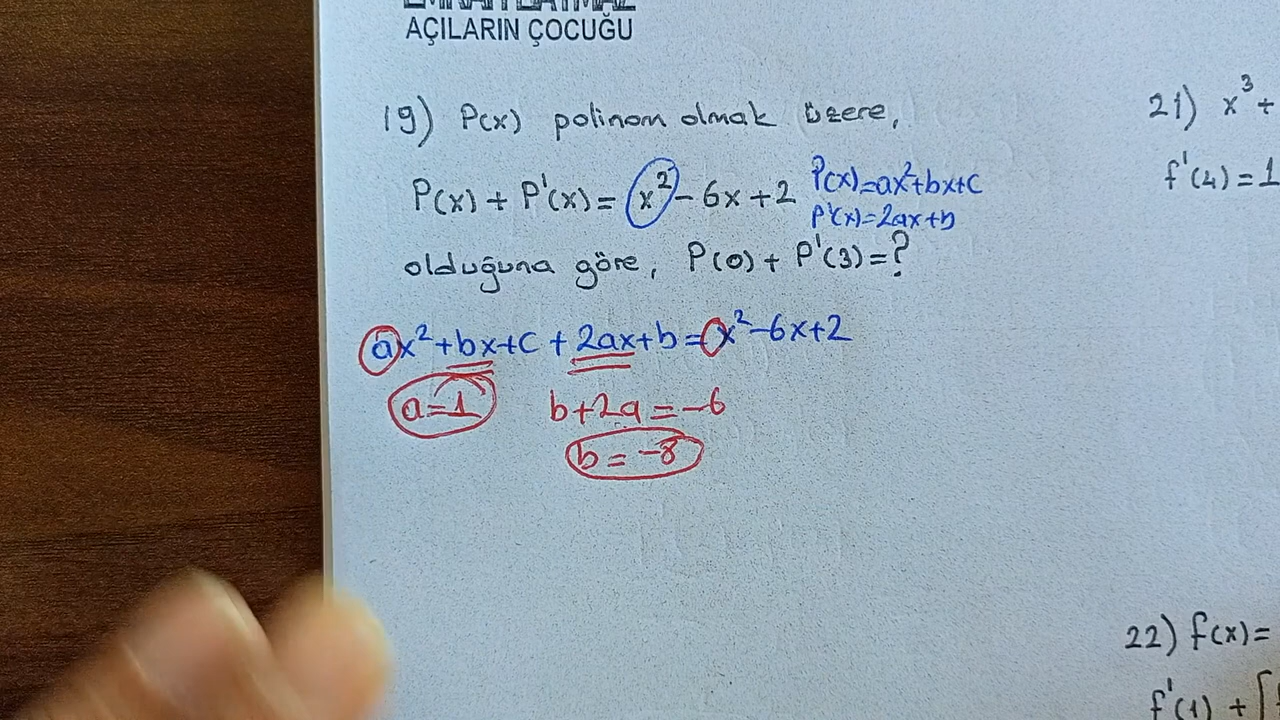 AÇILARIN ÇOCUĞU
19) P(x) polinom olmak üzere,
P(x) + P'(x) = x² - 6x + 2
P(x)=ax²+bx+c
P'(x)=2ax+b
olduğuna göre, P(0) + P'(3) = ?
ax²+bx+c + 2ax+b = x²-6x+2
a=1 b+2a=-6
b=-8
21) x³+
f'(4)=1
22) f(x)=
f'(1) +